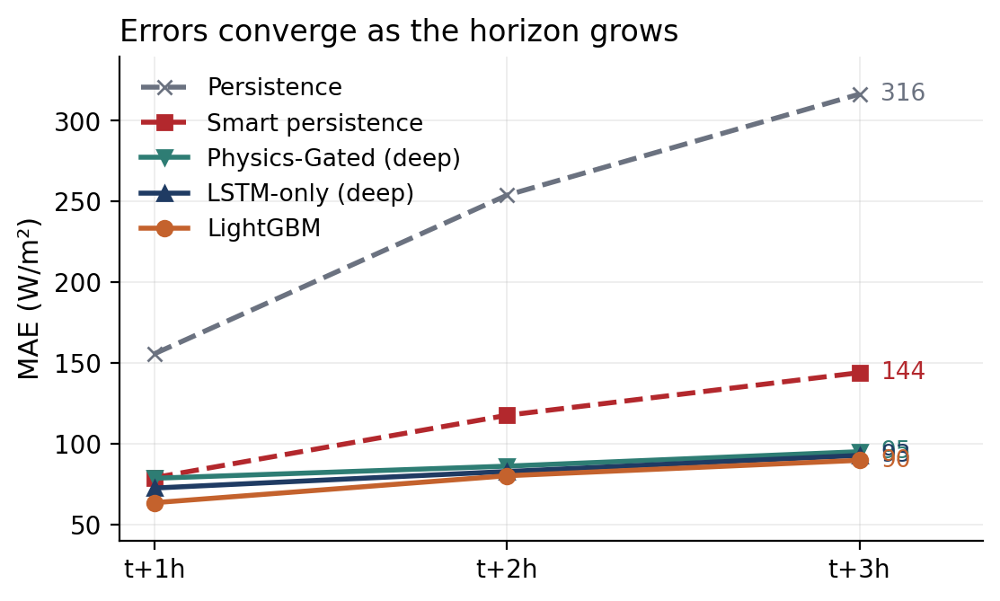 Errors converge as the horizon grows
Persistence
Smart persistence
Physics-Gated (deep)
LSTM-only (deep)
LightGBM
MAE (W/m²)
300
250
200
150
100
50
t+1h
t+2h
t+3h
316
144
95
93
90